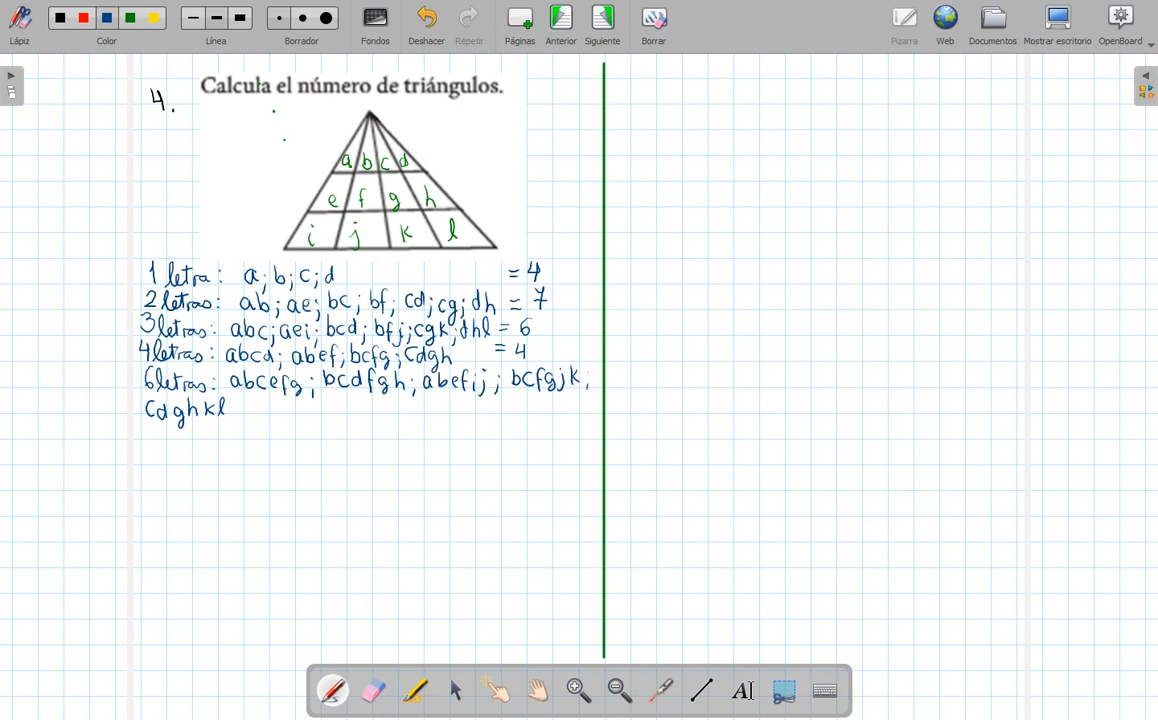 Lápiz Color Línea Borrador Fondos Deshacer Repetir Páginas Anterior Siguiente Borrar Pizarra Web Documentos Mostrar escritorio OpenBoard
4. Calcula el número de triángulos.
a b c d
e f g h
i j k l
1 letra: a; b; c; d = 4
2 letras: ab; ae; bc; bf; cd; cg; dh = 7
3 letras: abc; aei; bcd; bfj; cgk; dhl = 6
4 letras: abcd; abef; bcfg; cdgh = 4
6 letras: abcefg; bcdfgh; abefij; bcfgjk;
cdghkl
AI